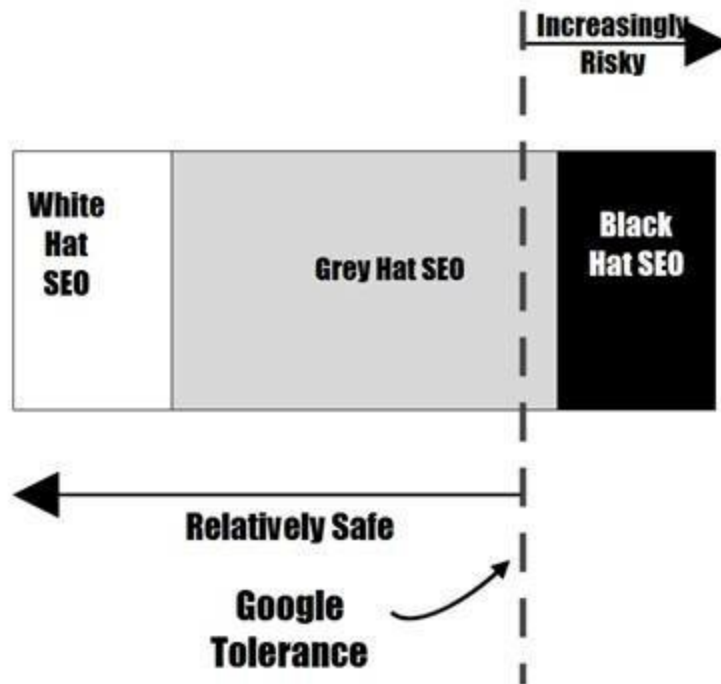 Increasingly
Risky
White
Hat
SEO
Grey Hat SEO
Black
Hat SEO
Relatively Safe
Google
Tolerance